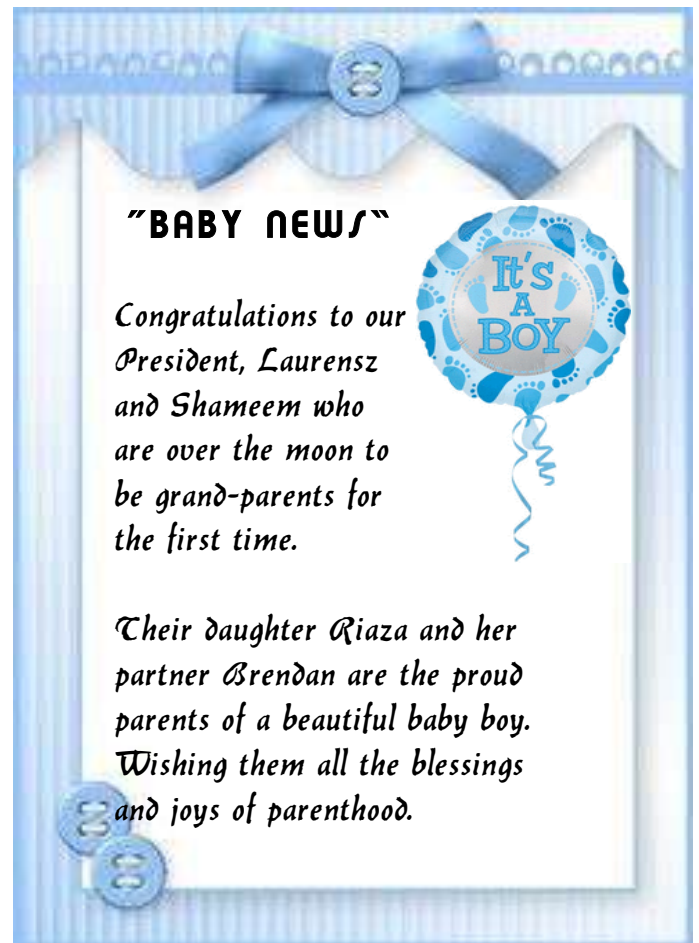 "BABY NEWS"
It's
A
BOY
Congratulations to our
President, Laurensz
and Shameem who
are over the moon to
be grand-parents for
the first time.
Their daughter Riaza and her
partner Brendan are the proud
parents of a beautiful baby boy.
Wishing them all the blessings
and joys of parenthood.